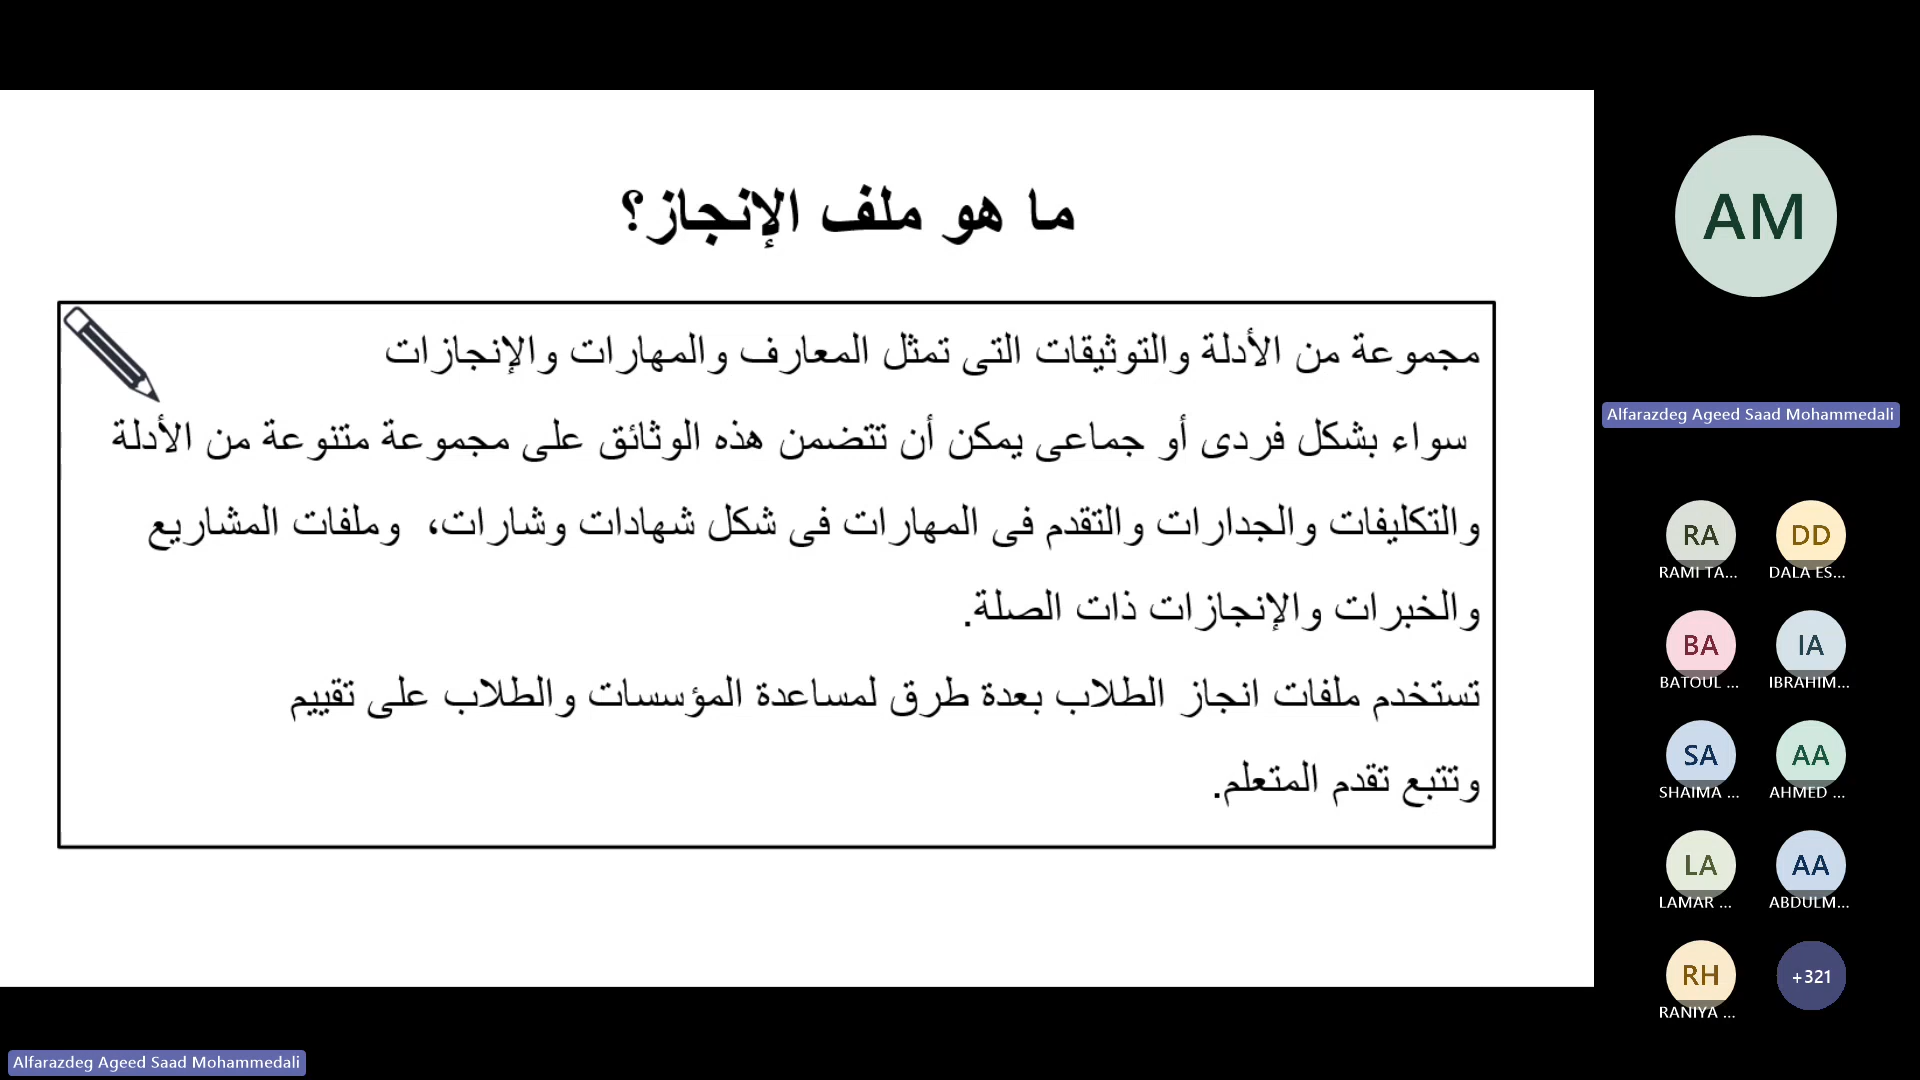 ما هو ملف الإنجاز؟
مجموعة من الأدلة والتوثيقات التى تمثل المعارف والمهارات والإنجازات
سواء بشكل فردى أو جماعى يمكن أن تتضمن هذه الوثائق على مجموعة متنوعة من الأدلة
والتكليفات والجدارات والتقدم فى المهارات فى شكل شهادات وشارات، وملفات المشاريع
والخبرات والإنجازات ذات الصلة.
تستخدم ملفات انجاز الطلاب بعدة طرق لمساعدة المؤسسات والطلاب على تقييم
وتتبع تقدم المتعلم.
AM
Alfarazdeg Ageed Saad Mohammedali
RA
DD
RAMI TA...
DALA ES...
BA
IA
BATOUL ...
IBRAHIM...
SA
AA
SHAIMA ...
AHMED ...
LA
AA
LAMAR ...
ABDULM...
RH
+321
RANIYA ...
Alfarazdeg Ageed Saad Mohammedali